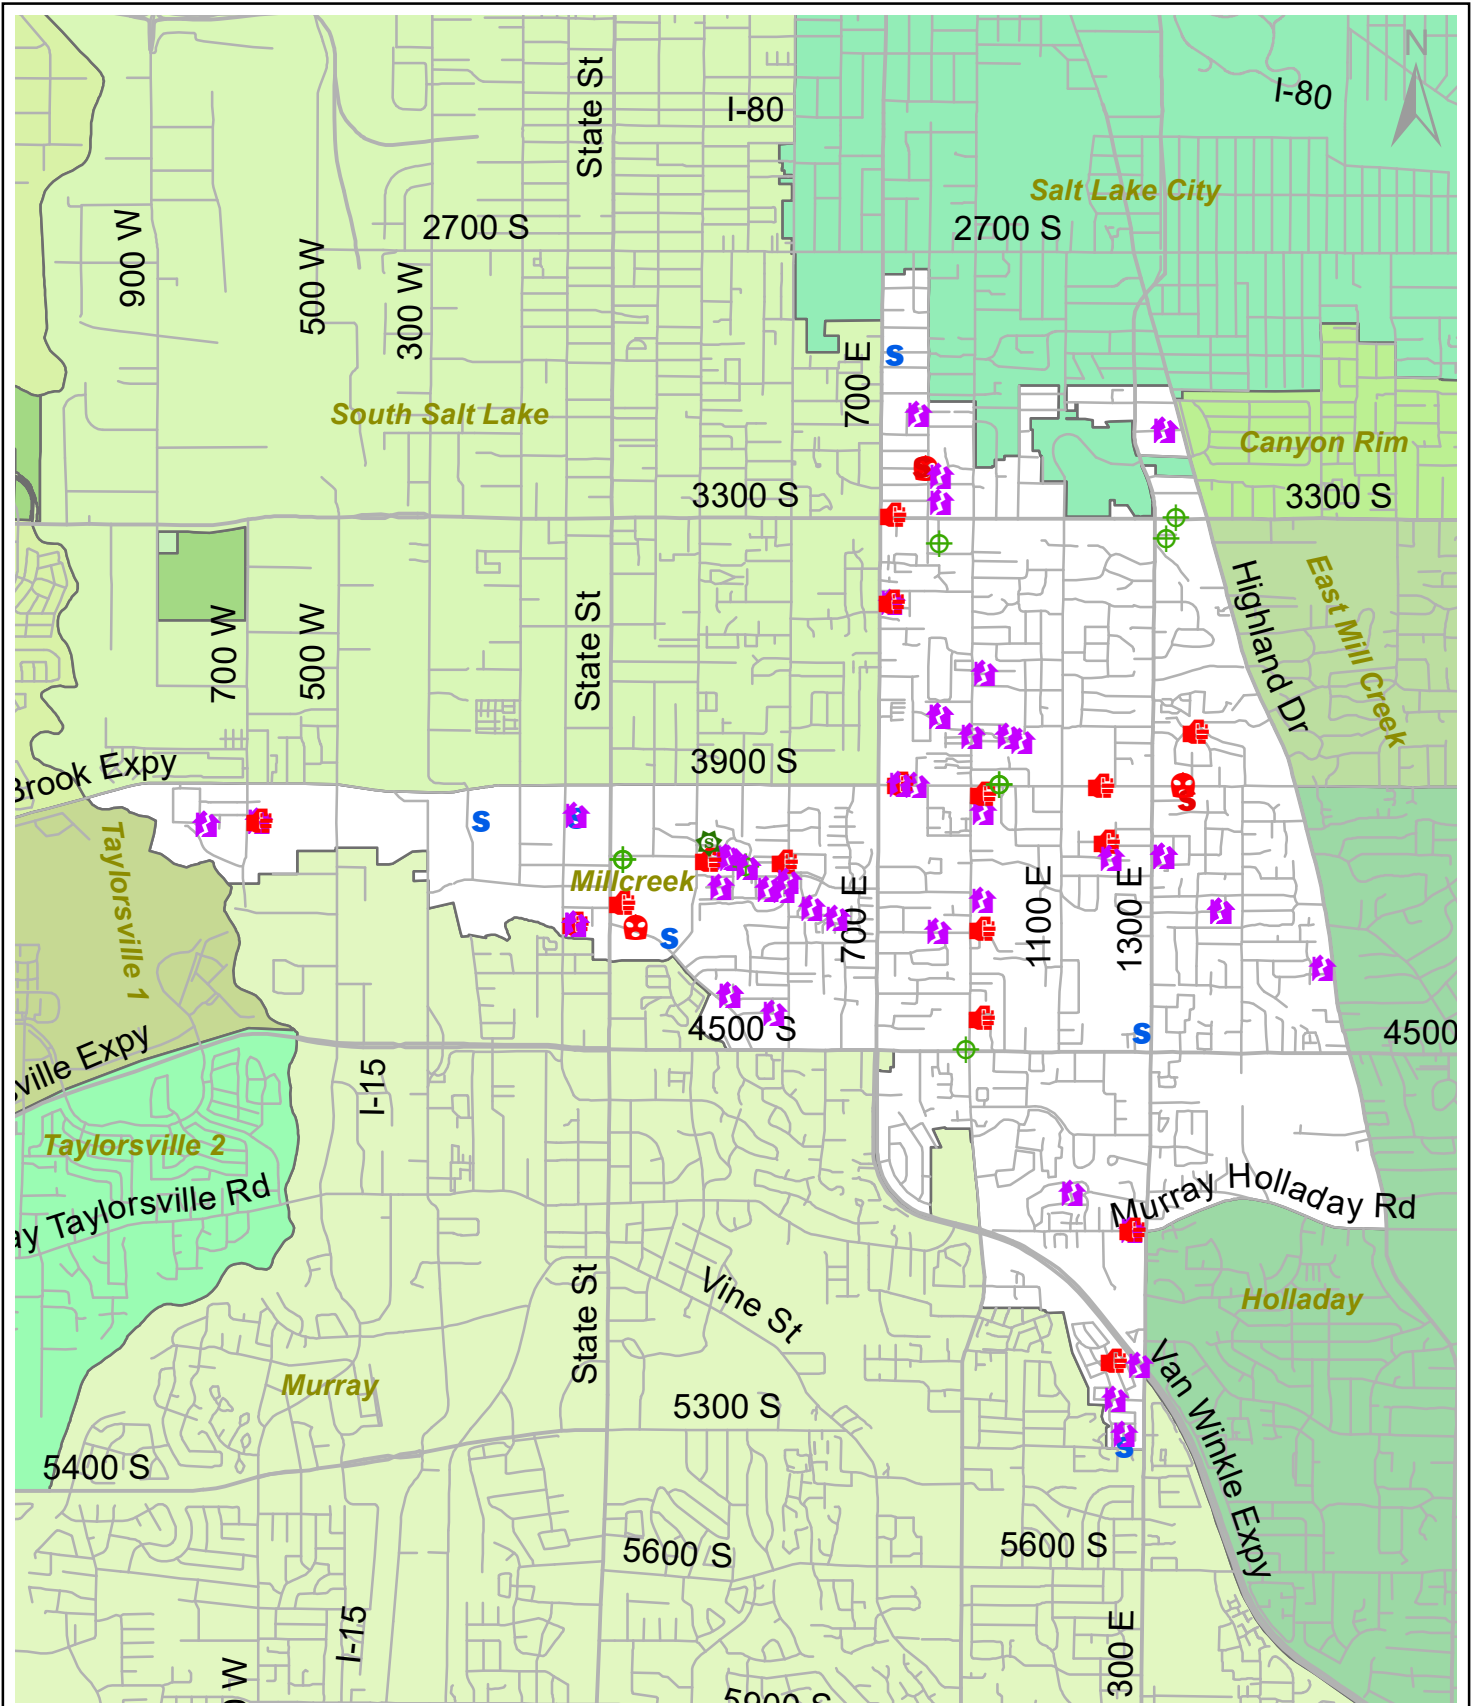 N
I-80
I-80
State St
Salt Lake City
2700 S
2700 S
900 W
500 W
300 W
S
700 E
South Salt Lake
Canyon Rim
3300 S
3300 S
Highland Dr
East Mill Creek
State St
700 W
500 W
3900 S
Brook Expy
S
S
S
S
S
Taylorsville 1
Millcreek
700 E
1100 E
1300 E
S
4500 S
4500
S
ville Expy
I-15
Taylorsville 2
ay Taylorsville Rd
Murray Holladay Rd
State St
Vine St
Holladay
Murray
Van Winkle Expy
5300 S
S
5400 S
5600 S
5600 S
I-15
300 E
0 W
5900 S